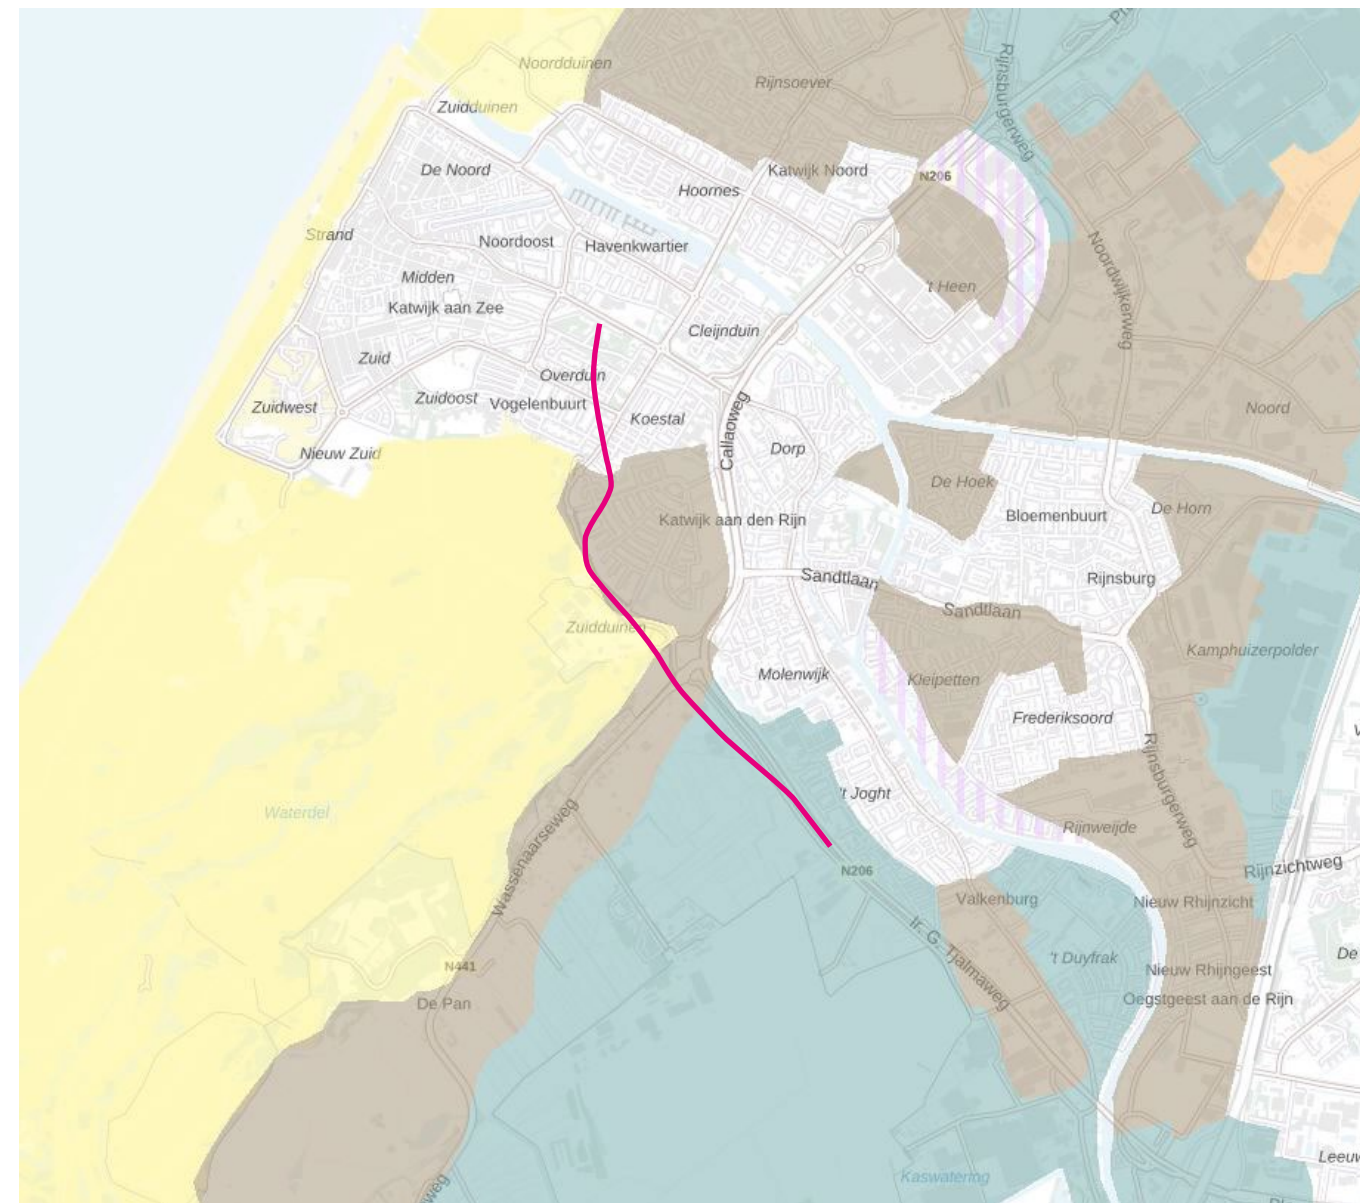 Noordduinen
Rijnsoever
Rijnsburgerweg
Zuidduinen
De Noord
Katwijk Noord
N206
Hoornes
Strand
Noordoost
Havenkwartier
Midden
't Heen
Noordwijkerweg
Katwijk aan Zee
Cleijnduin
Zuid
Overduin
Zuidwest
Zuidoost
Vogelenbuurt
Koestal
Callaoweg
Noord
Nieuw Zuid
Dorp
De Hoek
Katwijk aan den Rijn
Bloemenbuurt
De Horn
Sandtlaan
Rijnsburg
Sandtlaan
Zuidduinen
Kamphuizerpolder
Molenwijk
Kleipetten
Frederiksoord
Rijnsburgerweg
't Joght
Waterdel
Rijnweijde
Wassenaarseweg
N206
Rijnzichtweg
Valkenburg
Nieuw Rhijnzicht
Ir. G. Tjalmaweg
't Duyfrak
De
N441
Nieuw Rhijngeest
De Pan
Oegstgeest aan de Rijn
Leeuw
Kaswatering
weg